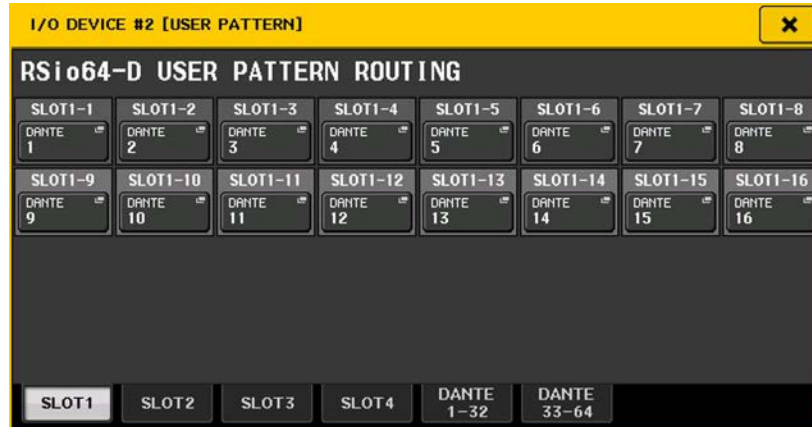 I/O DEVICE #2 [USER PATTERN]
RSio64-D USER PATTERN ROUTING
SLOT1-1 SLOT1-2 SLOT1-3 SLOT1-4 SLOT1-5 SLOT1-6 SLOT1-7 SLOT1-8
DANTE DANTE DANTE DANTE DANTE DANTE DANTE DANTE
1 2 3 4 5 6 7 8
SLOT1-9 SLOT1-10 SLOT1-11 SLOT1-12 SLOT1-13 SLOT1-14 SLOT1-15 SLOT1-16
DANTE DANTE DANTE DANTE DANTE DANTE DANTE DANTE
9 10 11 12 13 14 15 16
SLOT1 SLOT2 SLOT3 SLOT4 DANTE 1-32 DANTE 33-64